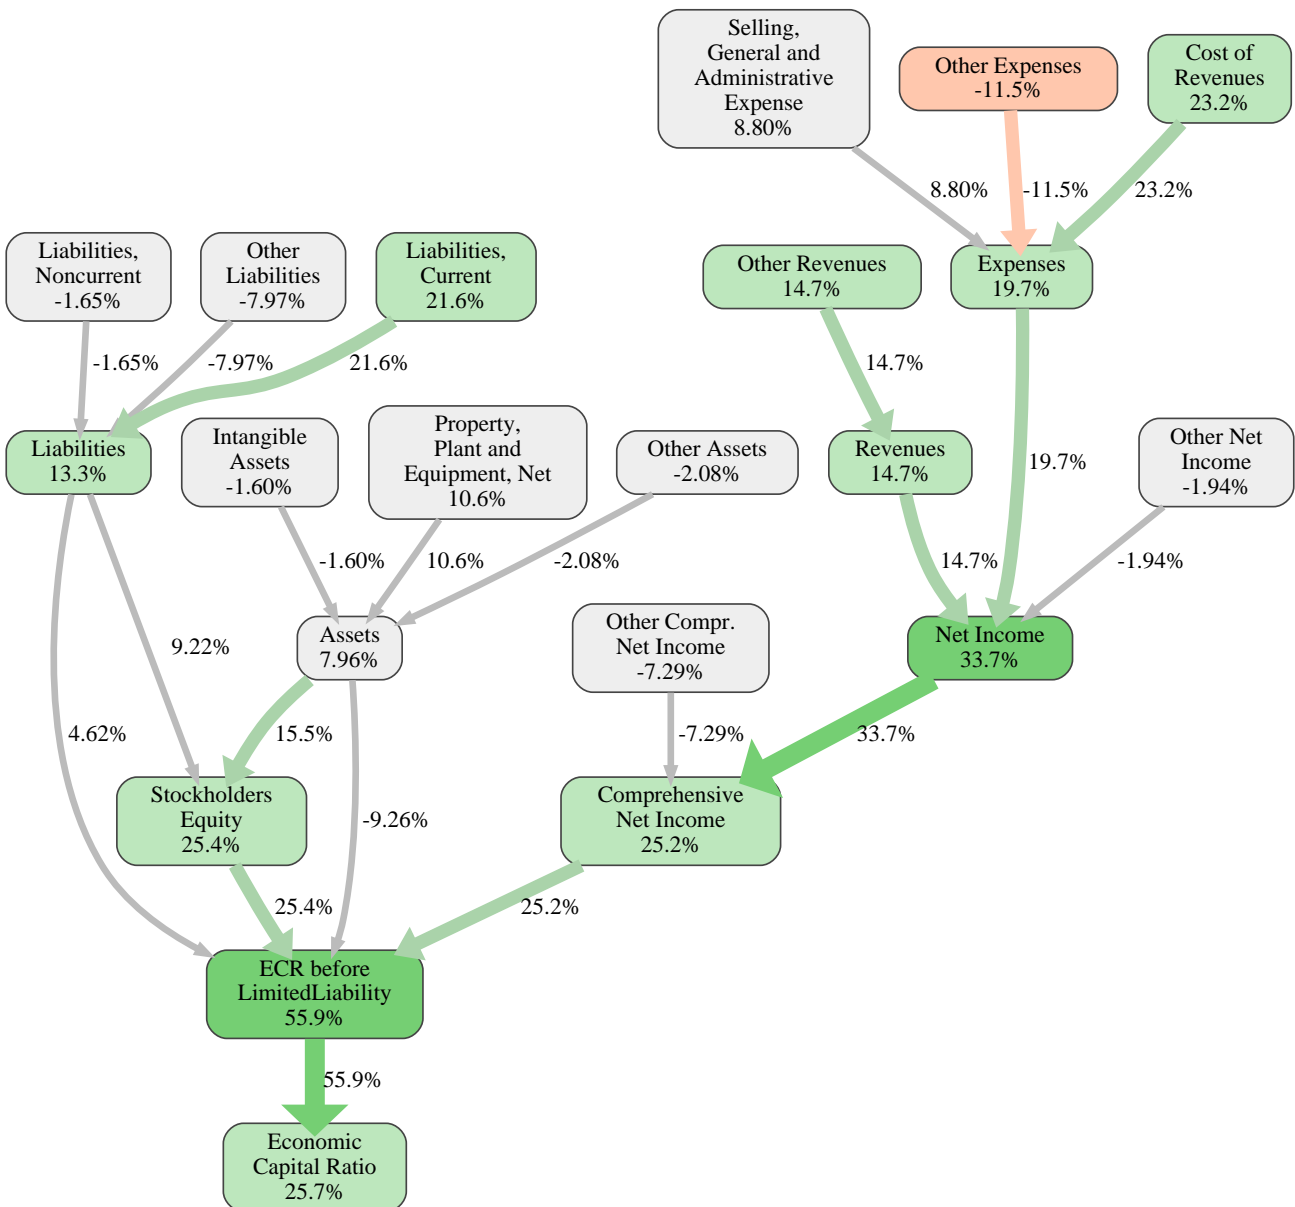 Selling,
General and
Administrative
Expense
8.80%
Other Expenses
-11.5%
Cost of
Revenues
23.2%
8.80%
-11.5%
23.2%
Liabilities,
Noncurrent
-1.65%
Other
Liabilities
-7.97%
Liabilities,
Current
21.6%
Other Revenues
14.7%
Expenses
19.7%
-1.65%
-7.97%
21.6%
14.7%
Liabilities
13.3%
Intangible
Assets
-1.60%
Property,
Plant and
Equipment, Net
10.6%
Other Assets
-2.08%
Revenues
14.7%
19.7%
Other Net
Income
-1.94%
-1.60%
10.6%
-2.08%
14.7%
-1.94%
9.22%
Assets
7.96%
Other Compr.
Net Income
-7.29%
Net Income
33.7%
4.62%
15.5%
-7.29%
33.7%
Stockholders
Equity
25.4%
-9.26%
Comprehensive
Net Income
25.2%
25.4%
25.2%
ECR before
LimitedLiability
55.9%
55.9%
Economic
Capital Ratio
25.7%